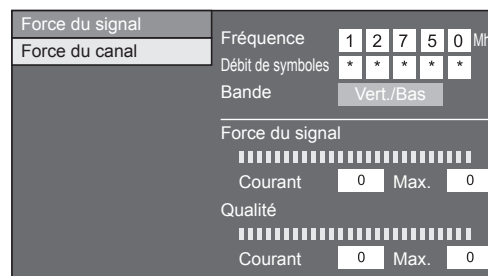 Force du signal
Force du canal
Fréquence 1 2 7 5 0 Mh
Débit de symboles * * * * *
Bande Vert./Bas
Force du signal
Courant 0 Max. 0
Qualité
Courant 0 Max. 0